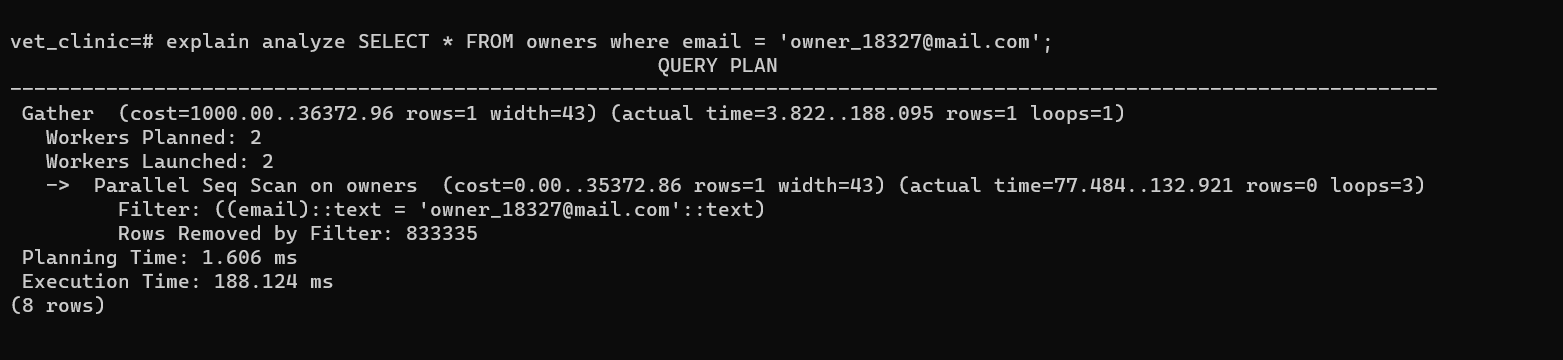 vet_clinic=# explain analyze SELECT * FROM owners where email = 'owner_18327@mail.com';
QUERY PLAN
------------------------------------------------------------------------------------------------------------------------
Gather  (cost=1000.00..36372.96 rows=1 width=43) (actual time=3.822..188.095 rows=1 loops=1)
Workers Planned: 2
Workers Launched: 2
->  Parallel Seq Scan on owners  (cost=0.00..35372.86 rows=1 width=43) (actual time=77.484..132.921 rows=0 loops=3)
Filter: ((email)::text = 'owner_18327@mail.com'::text)
Rows Removed by Filter: 833335
Planning Time: 1.606 ms
Execution Time: 188.124 ms
(8 rows)